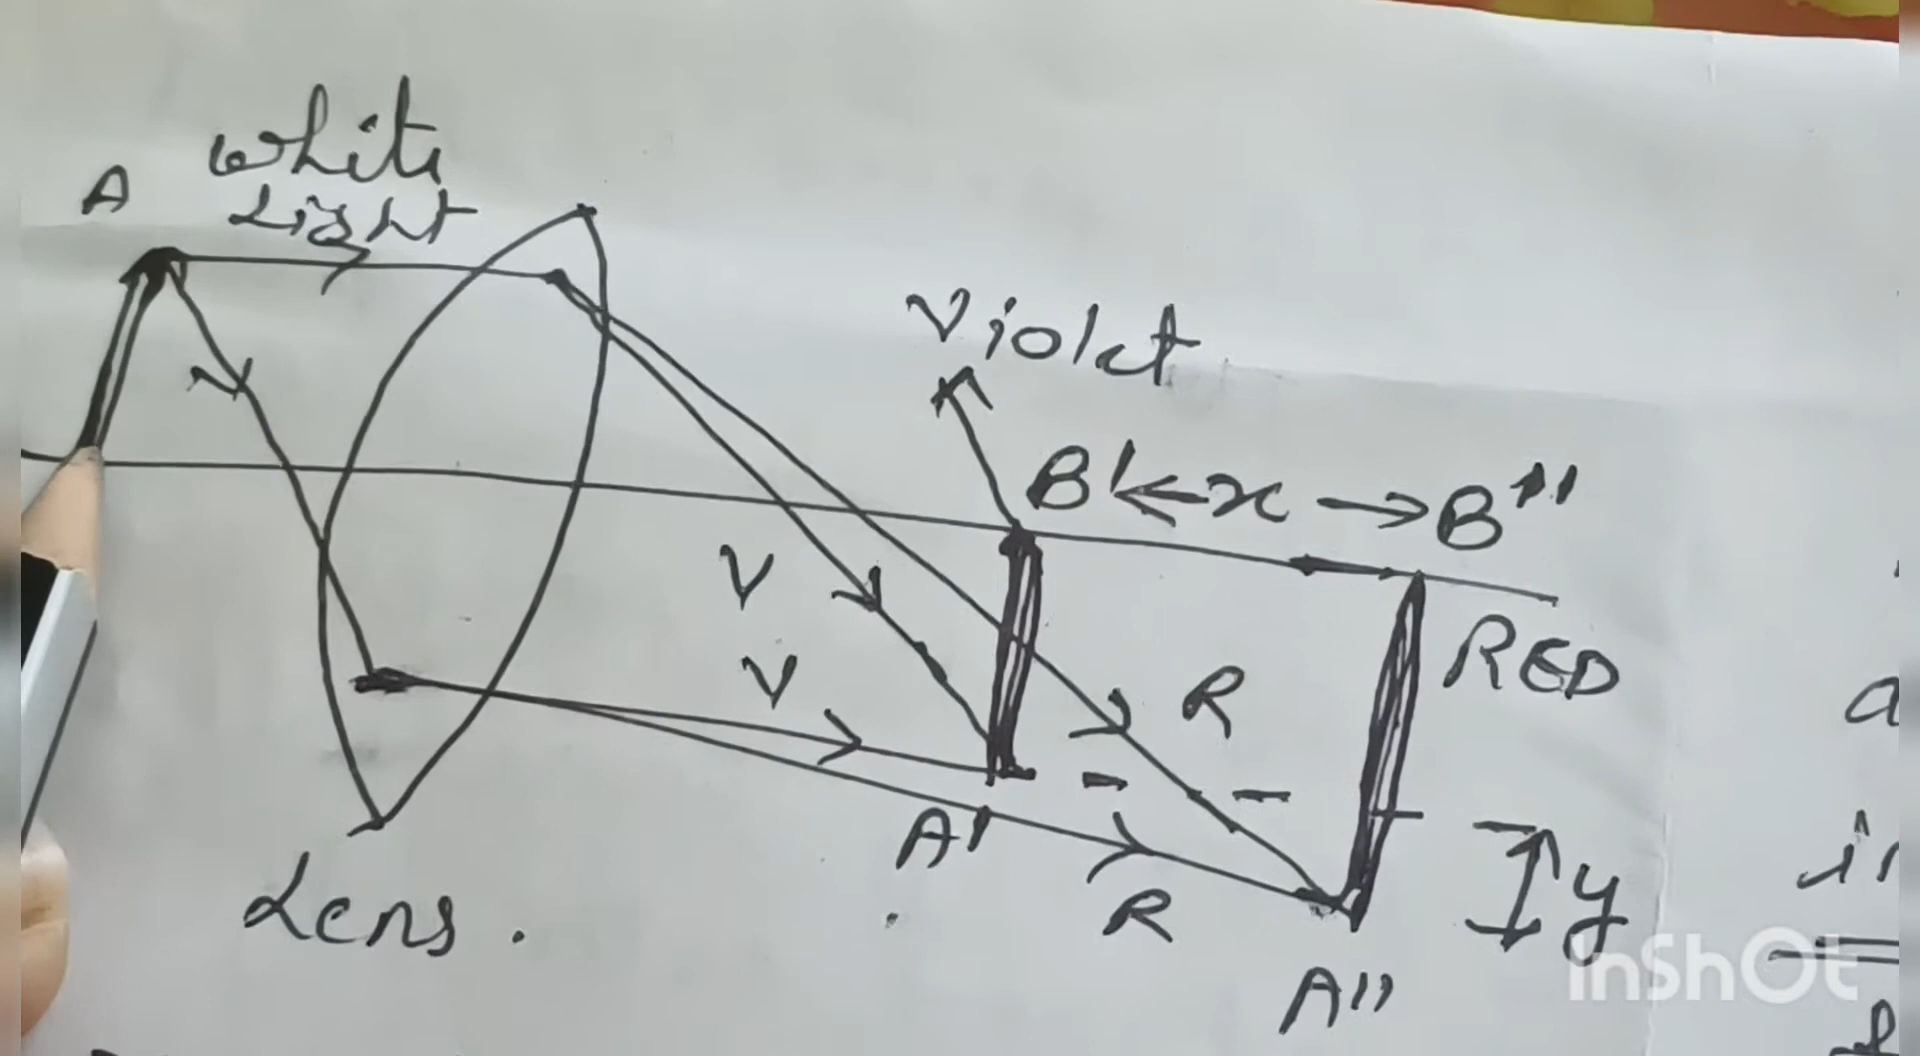 A
White
Light
Violet
B' ← x → B''
V
V
RED
R
A'
R
y
Lens.
A''
InShOt